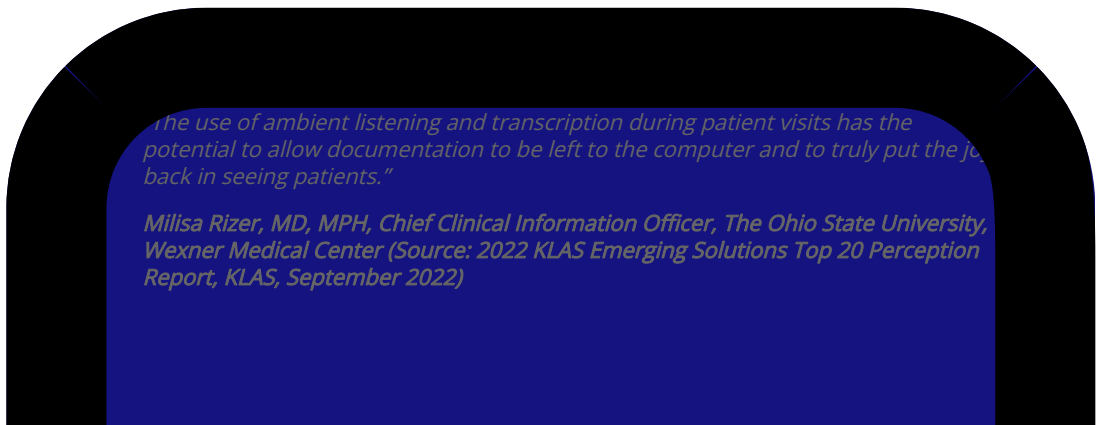 "The use of ambient listening and transcription during patient visits has the
potential to allow documentation to be left to the computer and to truly put the joy
back in seeing patients.”
Milisa Rizer, MD, MPH, Chief Clinical Information Officer, The Ohio State University,
Wexner Medical Center (Source: 2022 KLAS Emerging Solutions Top 20 Perception
Report, KLAS, September 2022)